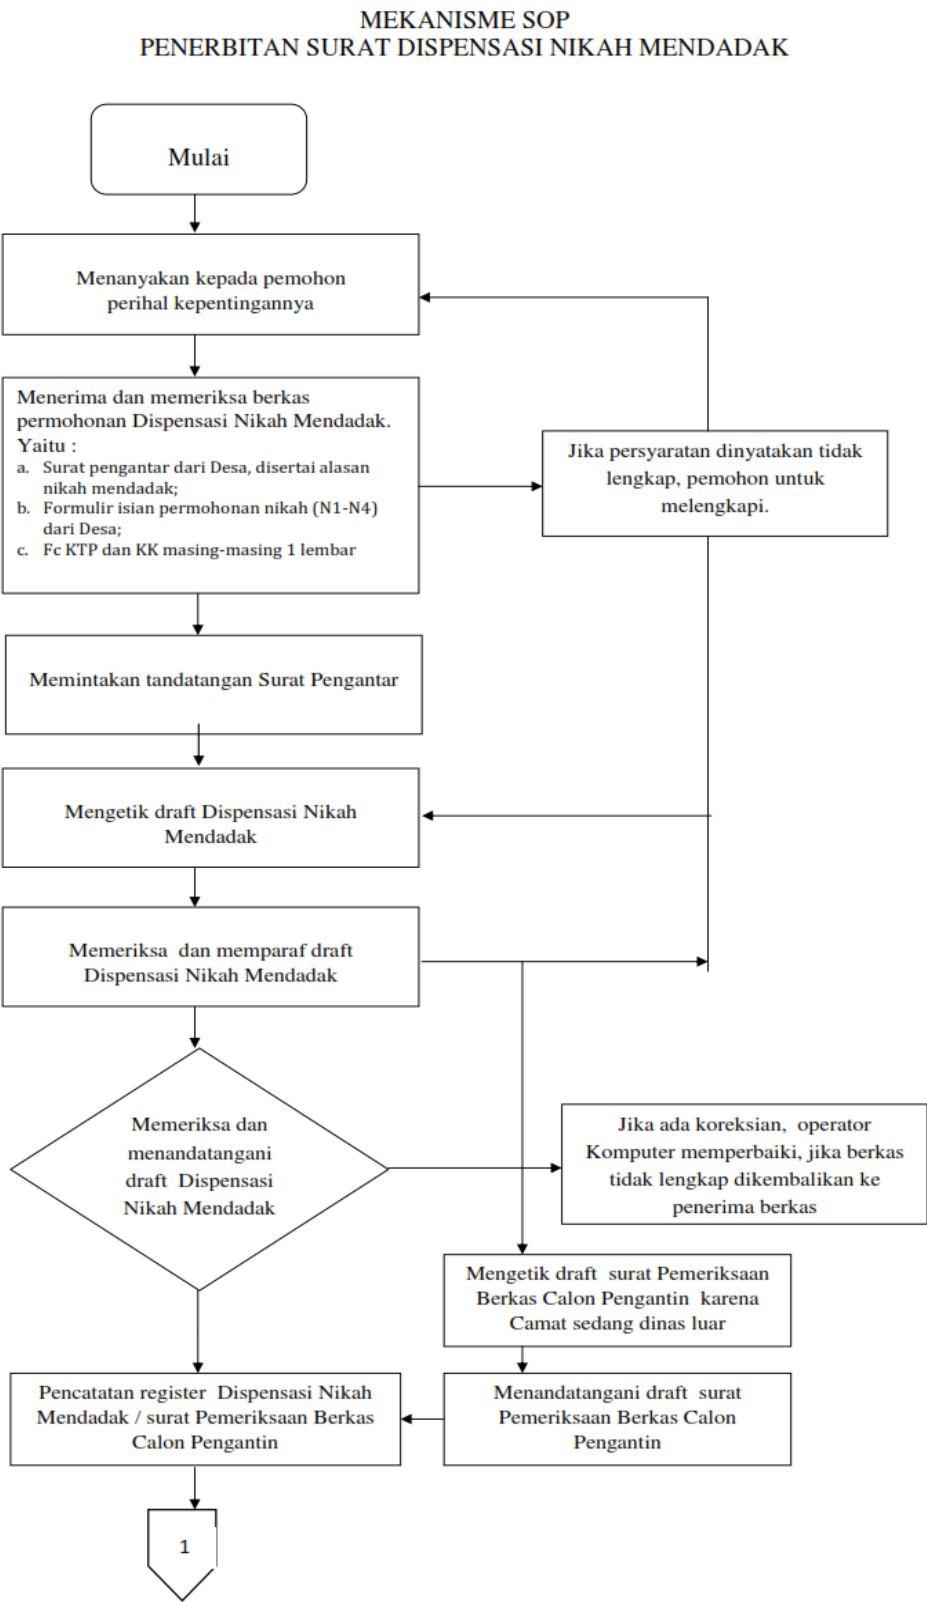 MEKANISME SOP
PENERBITAN SURAT DISPENSASI NIKAH MENDADAK
Mulai
Menanyakan kepada pemohon
perihal kepentingannya
Menerima dan memeriksa berkas
permohonan Dispensasi Nikah Mendadak.
Yaitu :
a. Surat pengantar dari Desa, disertai alasan
nikah mendadak;
b. Formulir isian permohonan nikah (N1-N4)
dari Desa;
c. Fc KTP dan KK masing-masing 1 lembar
Jika persyaratan dinyatakan tidak
lengkap, pemohon untuk
melengkapi.
Memintakan tandatangan Surat Pengantar
Mengetik draft Dispensasi Nikah
Mendadak
Memeriksa dan memparaf draft
Dispensasi Nikah Mendadak
Memeriksa dan
menandatangani
draft Dispensasi
Nikah Mendadak
Jika ada koreksian, operator
Komputer memperbaiki, jika berkas
tidak lengkap dikembalikan ke
penerima berkas
Mengetik draft surat Pemeriksaan
Berkas Calon Pengantin karena
Camat sedang dinas luar
Pencatatan register Dispensasi Nikah
Mendadak / surat Pemeriksaan Berkas
Calon Pengantin
Menandatangani draft surat
Pemeriksaan Berkas Calon
Pengantin
1